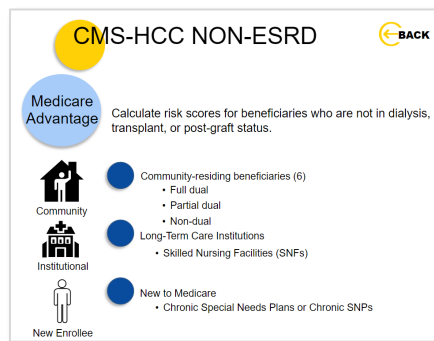 CMS-HCC NON-ESRD
BACK
Medicare
Advantage
Calculate risk scores for beneficiaries who are not in dialysis,
transplant, or post-graft status.
Community
Community-residing beneficiaries (6)
• Full dual
• Partial dual
• Non-dual
Institutional
Long-Term Care Institutions
• Skilled Nursing Facilities (SNFs)
New Enrollee
New to Medicare
• Chronic Special Needs Plans or Chronic SNPs